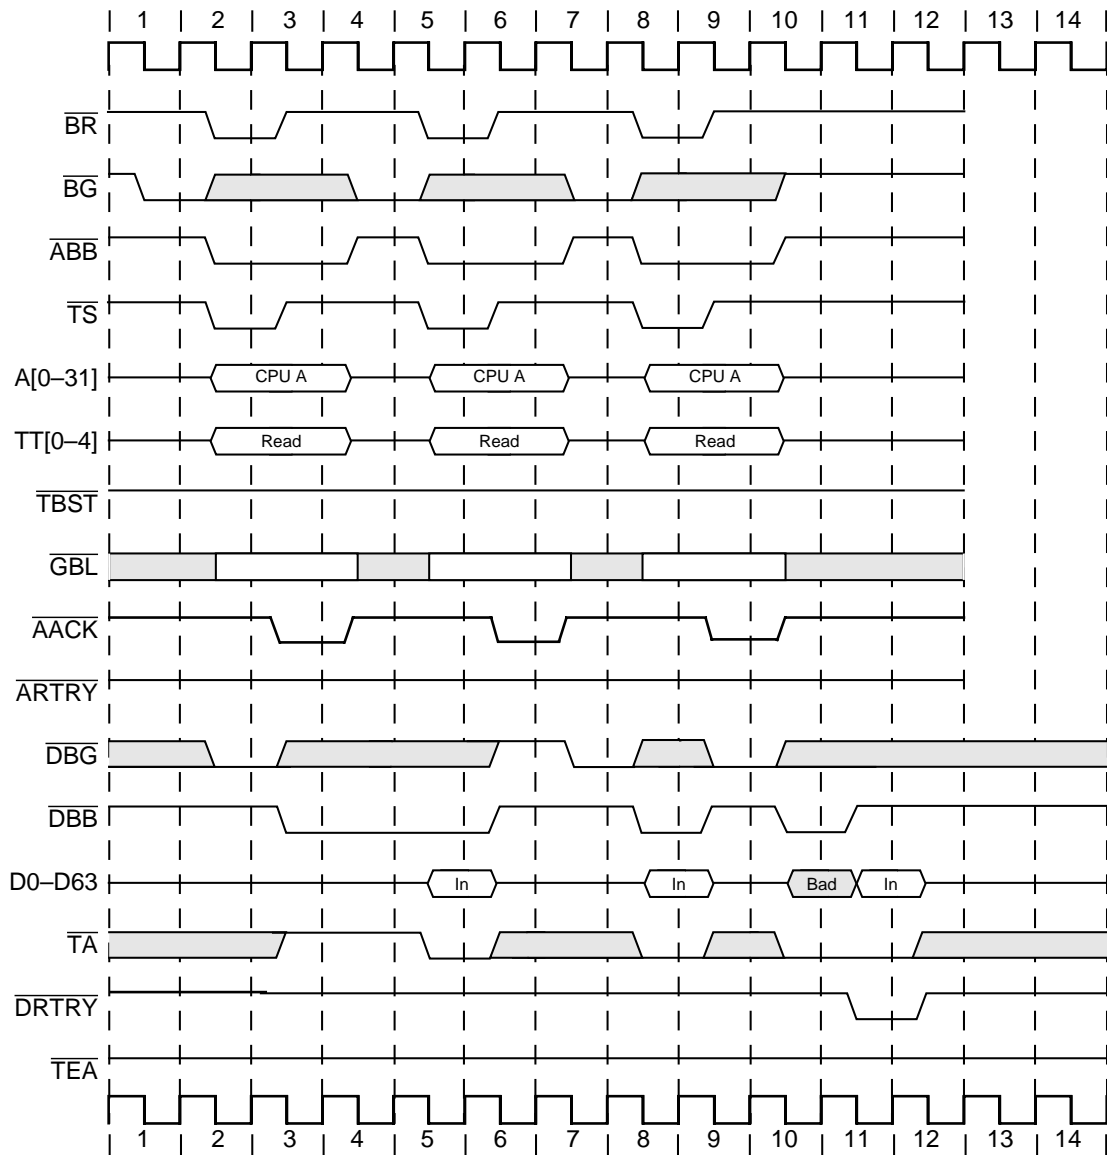 1 2 3 4 5 6 7 8 9 10 11 12 13 14
BR
BG
ABB
TS
A[0–31] CPU A CPU A CPU A
TT[0–4] Read Read Read
TBST
GBL
AACK
ARTRY
DBG
DBB
D0–D63 In In Bad In
TA
DRTRY
TEA
1 2 3 4 5 6 7 8 9 10 11 12 13 14